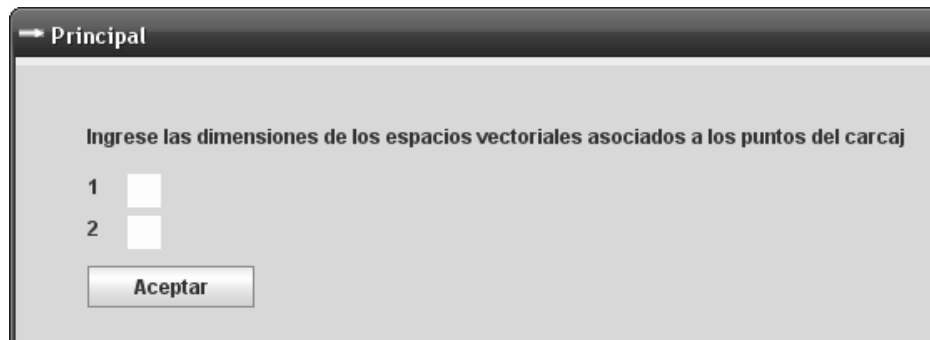 Principal
Ingrese las dimensiones de los espacios vectoriales asociados a los puntos del carcaj
1
2
Aceptar